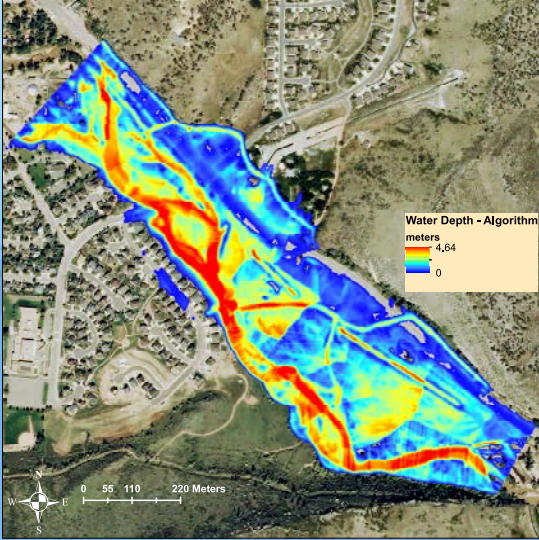 Water Depth - Algorithm
meters
4.64
0
N
W E
S
0 55 110 220 Meters